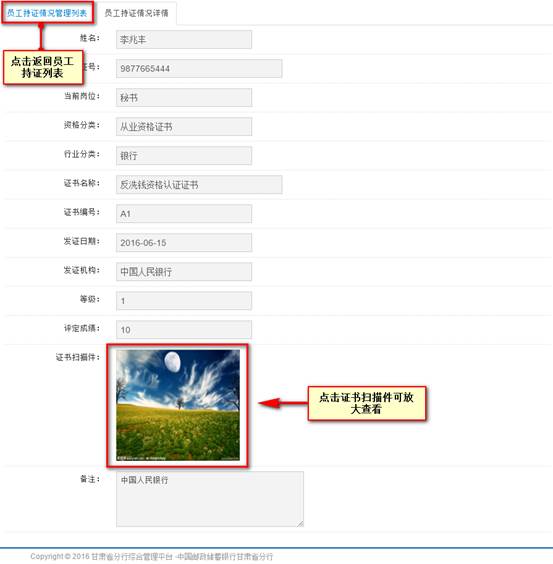 员工持证情况管理列表 员工持证情况详情
姓名： 李兆丰
点击返回员工
持证列表
证号： 9877665444
当前岗位： 秘书
资格分类： 从业资格证书
行业分类： 银行
证书名称： 反洗钱资格认证证书
证书编号： A1
发证日期： 2016-06-15
发证机构： 中国人民银行
等级： 1
评定成绩： 10
证书扫描件：
点击证书扫描件可放
大查看
备注： 中国人民银行
Copyright © 2016 甘肃省分行综合管理平台 -中国邮政储蓄银行甘肃省分行